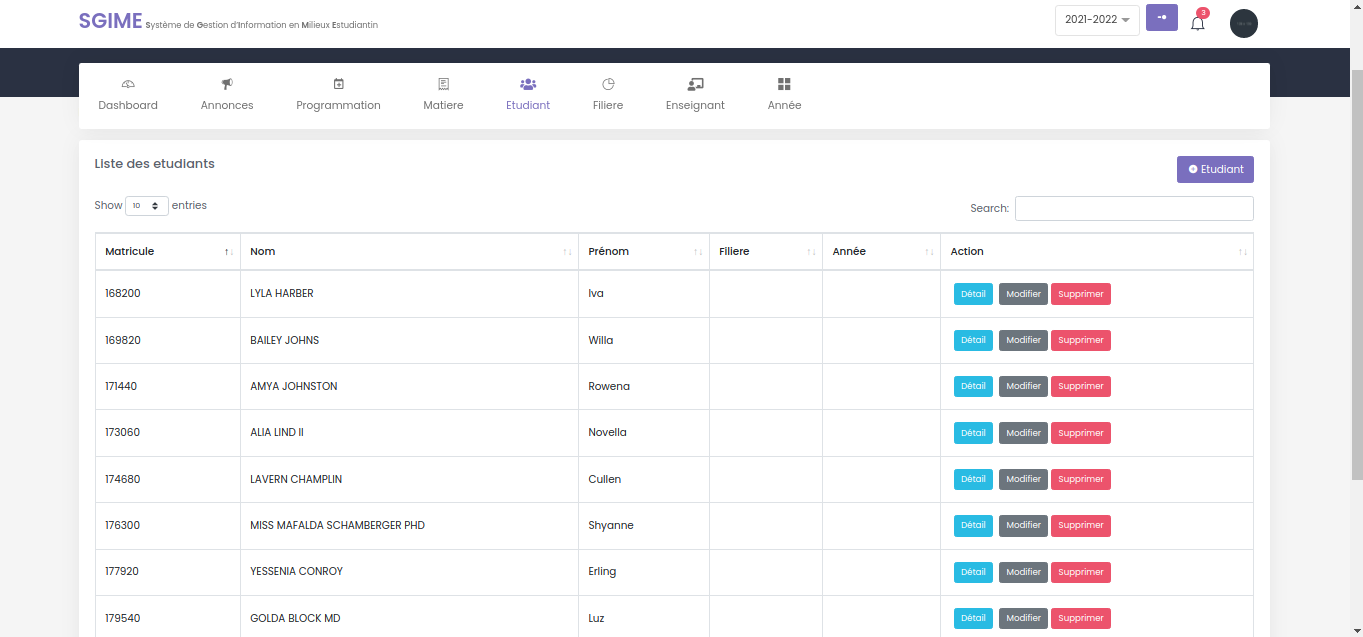 SGIME Système de Gestion d'Information en Milieux Estudiantin
2021-2022
3
Dashboard Annonces Programmation Matiere Etudiant Filiere Enseignant Année
Liste des etudiants
Etudiant
Show 10 entries
Search:
Matricule Nom Prénom Filiere Année Action
168200 LYLA HARBER Iva Détail Modifier Supprimer
169820 BAILEY JOHNS Willa Détail Modifier Supprimer
171440 AMYA JOHNSTON Rowena Détail Modifier Supprimer
173060 ALIA LIND II Novella Détail Modifier Supprimer
174680 LAVERN CHAMPLIN Cullen Détail Modifier Supprimer
176300 MISS MAFALDA SCHAMBERGER PHD Shyanne Détail Modifier Supprimer
177920 YESSENIA CONROY Erling Détail Modifier Supprimer
179540 GOLDA BLOCK MD Luz Détail Modifier Supprimer